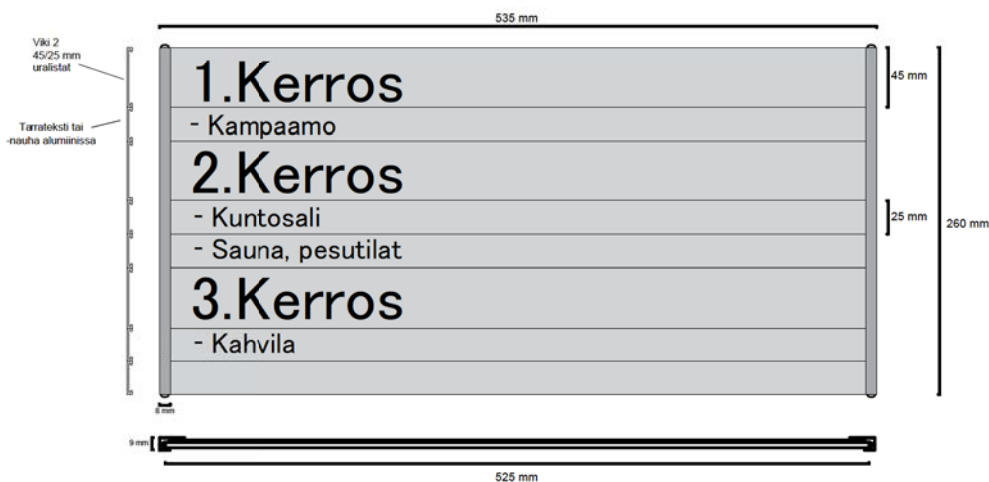 535 mm
Viki 2
45/25 mm
uralistat
Tarrateksti tai
-nauha alumiinissa
1.Kerros
- Kampaamo
2.Kerros
- Kuntosali
- Sauna, pesutilat
3.Kerros
- Kahvila
45 mm
25 mm
260 mm
8 mm
9 mm
525 mm